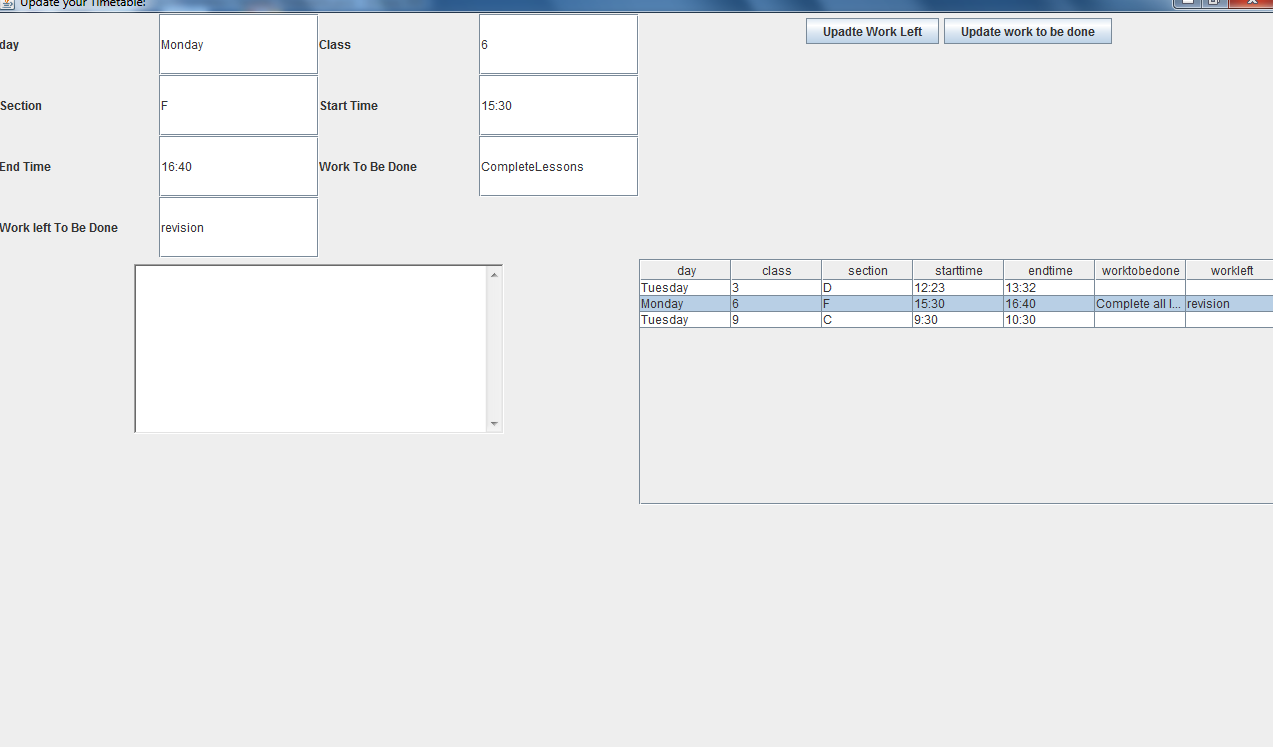 Update your Timetable:
day Monday Class 6
Upadte Work Left Update work to be done
Section F Start Time 15:30
End Time 16:40 Work To Be Done CompleteLessons
Work left To Be Done revision
day class section starttime endtime worktobedone workleft
Tuesday 3 D 12:23 13:32
Monday 6 F 15:30 16:40 Complete all l... revision
Tuesday 9 C 9:30 10:30